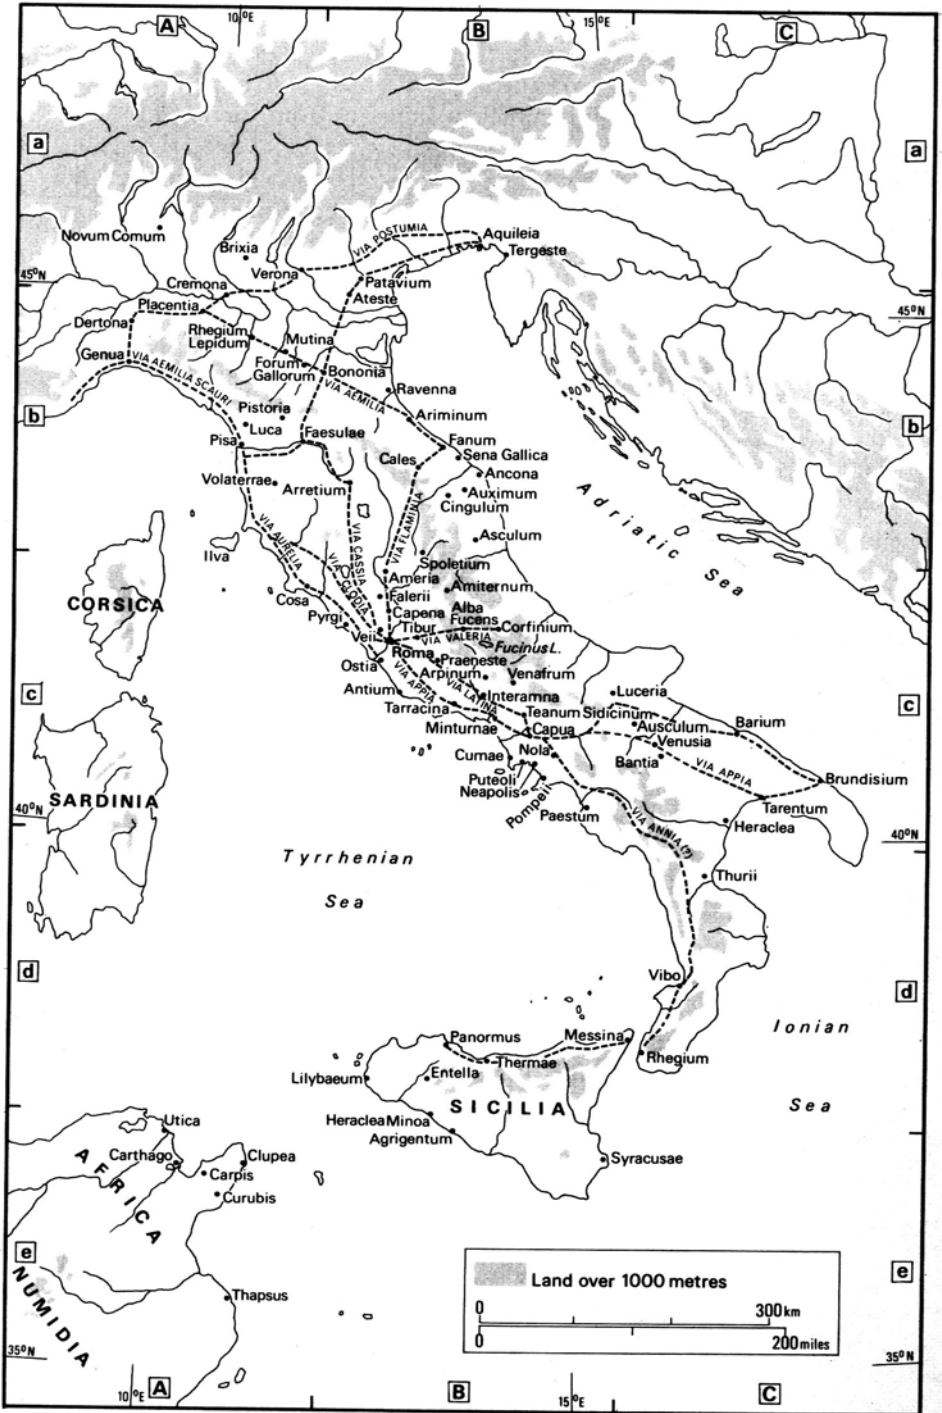 10°E
15°E
A
B
C
a
a
Novum Comum
Brixia
VIA POSTUMIA
Aquileia
Tergeste
Verona
45°N
Cremona
Patavium
Ateste
45°N
Placentia
Dertona
Rhegium
Lepidum
Mutina
Genua
VIA AEMILIA SCAURI
Forum
Gallorum
Bononia
VIA AEMILIA
Ravenna
b
b
Pistoria
Luca
Ariminum
Pisa
Faesulae
Fanum
Sena Gallica
Cales
Ancona
Volaterrae
Arretium
Auximum
Cingulum
Adriatic Sea
VIA FLAMINIA
Asculum
Ilva
VIA AURELIA
VIA CASSIA
VIA CLODIA
Spoletium
Ameria
Amiternum
Cosa
Falerii
CORSICA
Pyrgi
Capena
Alba
Fucens
Tibur
Corfinium
Veii
VIA VALERIA
Roma
Fucinus L.
Ostia
Praeneste
Arpinum
Venafrum
c
c
Antium
VIA APPIA
VIA LATINA
Interamna
Luceria
Tarracina
Teanum Sidicinum
Ausculum
Barium
Minturnae
Capua
Venusia
Cumae
Nola
Bantia
VIA APPIA
Brundisium
Puteoli
Neapolis
Pompeii
SARDINIA
Paestum
Tarentum
40°N
VIA ANNIA (?)
Heraclea
40°N
Tyrrhenian
Sea
Thurii
d
d
Vibo
Ionian
Sea
Panormus
Messina
Thermae
Rhegium
Lilybaeum
Entella
SICILIA
Heraclea Minoa
Agrigentum
Utica
Carthago
Clupea
Carpis
Curubis
Syracusae
AFRICA
e
e
NUMIDIA
Thapsus
Land over 1000 metres
0
300 km
0
200 miles
35°N
35°N
10°E
A
B
15°E
C